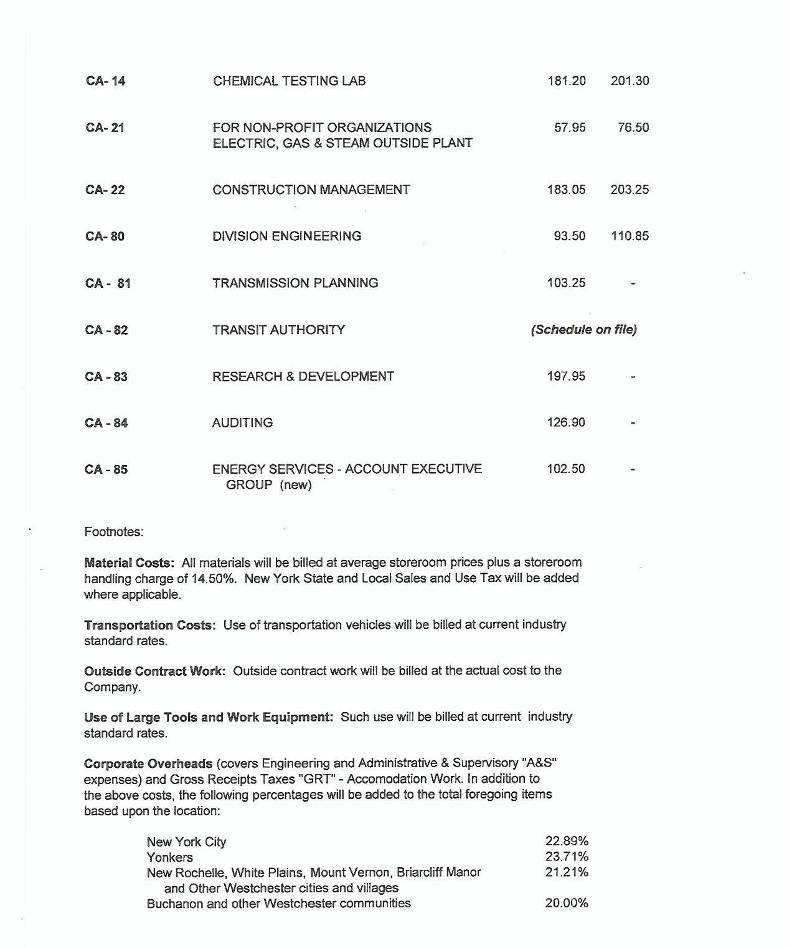 CA- 14 CHEMICAL TESTING LAB 181.20 201.30
CA- 21 FOR NON-PROFIT ORGANIZATIONS 57.95 76.50
ELECTRIC, GAS & STEAM OUTSIDE PLANT
CA- 22 CONSTRUCTION MANAGEMENT 183.05 203.25
CA- 80 DIVISION ENGINEERING 93.50 110.85
CA - 81 TRANSMISSION PLANNING 103.25 -
CA - 82 TRANSIT AUTHORITY (Schedule on file)
CA - 83 RESEARCH & DEVELOPMENT 197.95 -
CA - 84 AUDITING 126.90 -
CA - 85 ENERGY SERVICES - ACCOUNT EXECUTIVE 102.50 -
GROUP (new)
Footnotes:
Material Costs: All materials will be billed at average storeroom prices plus a storeroom
handling charge of 14.50%. New York State and Local Sales and Use Tax will be added
where applicable.
Transportation Costs: Use of transportation vehicles will be billed at current industry
standard rates.
Outside Contract Work: Outside contract work will be billed at the actual cost to the
Company.
Use of Large Tools and Work Equipment: Such use will be billed at current industry
standard rates.
Corporate Overheads (covers Engineering and Administrative & Supervisory "A&S"
expenses) and Gross Receipts Taxes "GRT" - Accomodation Work. In addition to
the above costs, the following percentages will be added to the total foregoing items
based upon the location:
New York City 22.89%
Yonkers 23.71%
New Rochelle, White Plains, Mount Vernon, Briarcliff Manor 21.21%
and Other Westchester cities and villages
Buchanon and other Westchester communities 20.00%